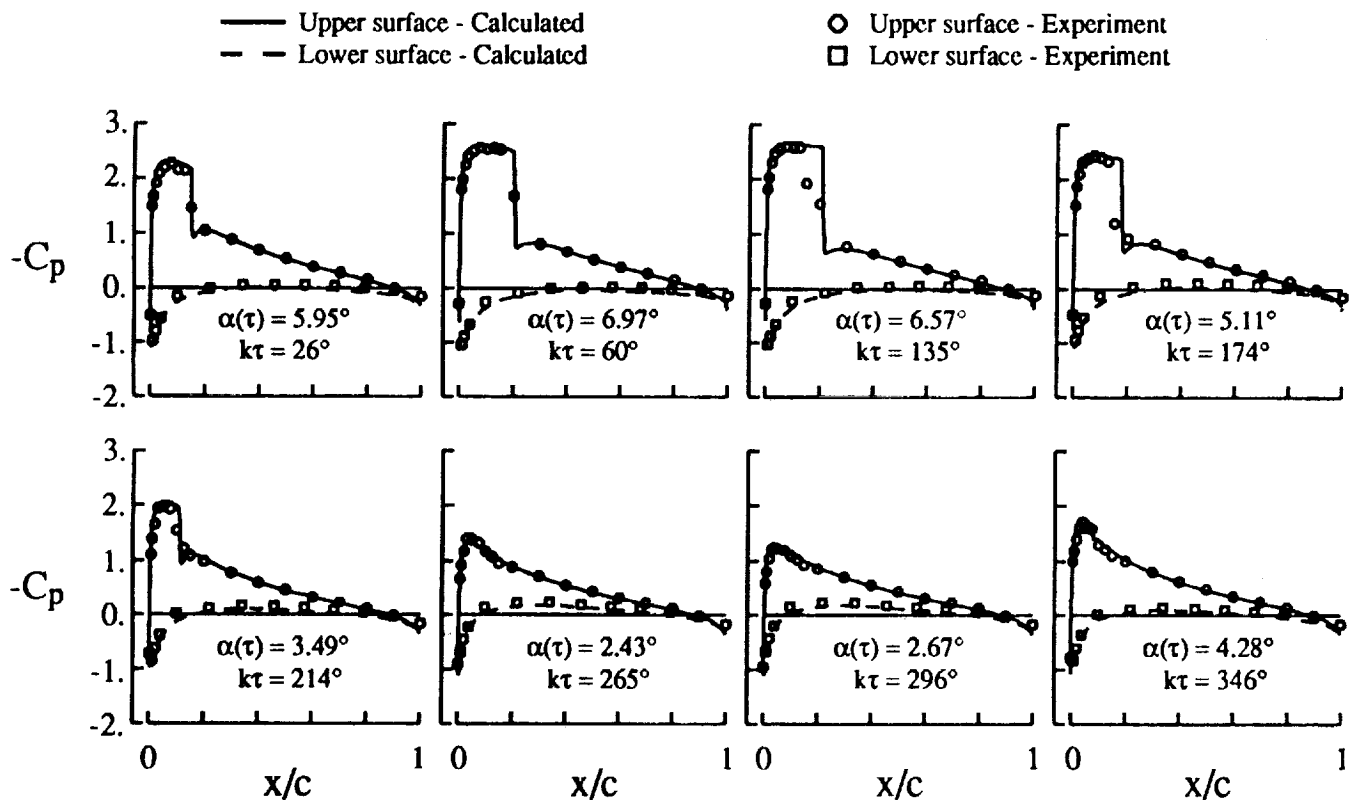 Upper surface - Calculated
Lower surface - Calculated
Upper surface - Experiment
Lower surface - Experiment
3.
2.
1
0
-1.
-2.
-Cp
α(τ) = 5.95°
kτ = 26°
α(τ) = 6.97°
kτ = 60°
α(τ) = 6.57°
kτ = 135°
α(τ) = 5.11°
kτ = 174°
3.
2.
1
0
-1.
-2.
-Cp
α(τ) = 3.49°
kτ = 214°
α(τ) = 2.43°
kτ = 265°
α(τ) = 2.67°
kτ = 296°
α(τ) = 4.28°
kτ = 346°
0 1 0 1 0 1 0 1
x/c x/c x/c x/c